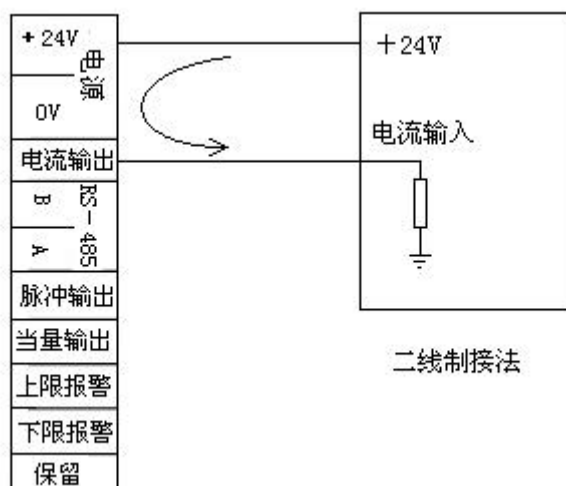 +24V
电源
0V
电流输出
B
A
RS-485
脉冲输出
当量输出
上限报警
下限报警
保留
+24V
电流输入
二线制接法